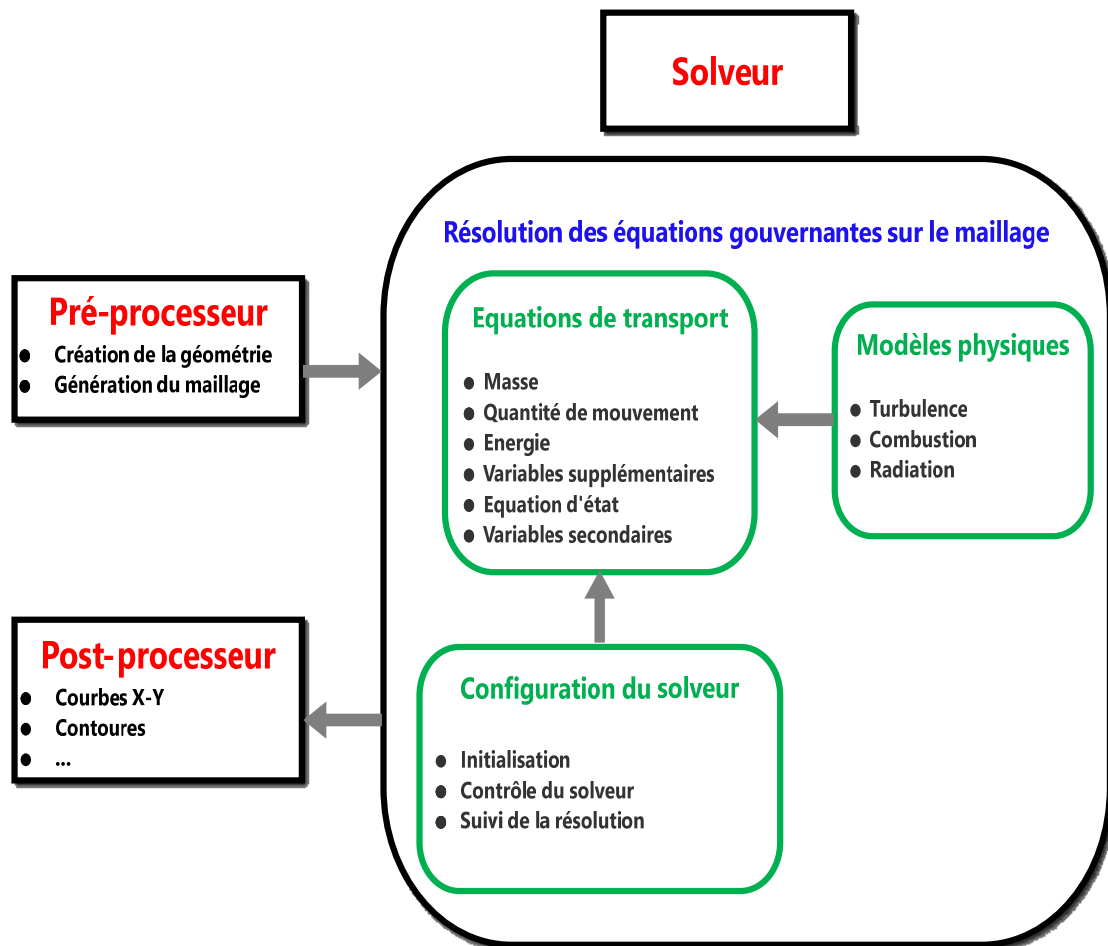 Solveur
Résolution des équations gouvernantes sur le maillage
Pré-processeur
● Création de la géométrie
● Génération du maillage
Equations de transport
● Masse
● Quantité de mouvement
● Energie
● Variables supplémentaires
● Equation d'état
● Variables secondaires
Modèles physiques
● Turbulence
● Combustion
● Radiation
Post-processeur
● Courbes X-Y
● Contoures
● ...
Configuration du solveur
● Initialisation
● Contrôle du solveur
● Suivi de la résolution